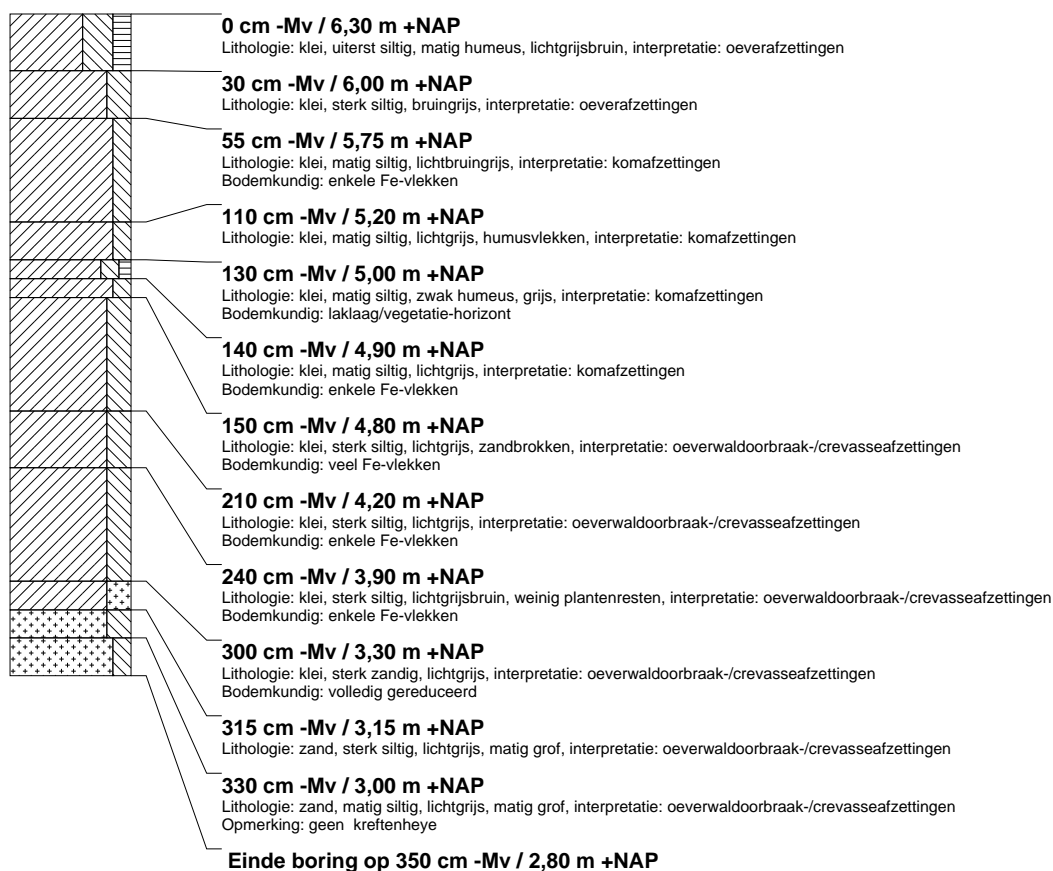 0 cm -Mv / 6,30 m +NAP
Lithologie: klei, uiterst siltig, matig humeus, lichtgrijsbruin, interpretatie: oeverafzettingen
30 cm -Mv / 6,00 m +NAP
Lithologie: klei, sterk siltig, bruingrijs, interpretatie: oeverafzettingen
55 cm -Mv / 5,75 m +NAP
Lithologie: klei, matig siltig, lichtbruingrijs, interpretatie: komafzettingen
Bodemkundig: enkele Fe-vlekken
110 cm -Mv / 5,20 m +NAP
Lithologie: klei, matig siltig, lichtgrijs, humusvlekken, interpretatie: komafzettingen
130 cm -Mv / 5,00 m +NAP
Lithologie: klei, matig siltig, zwak humeus, grijs, interpretatie: komafzettingen
Bodemkundig: laklaag/vegetatie-horizont
140 cm -Mv / 4,90 m +NAP
Lithologie: klei, matig siltig, lichtgrijs, interpretatie: komafzettingen
Bodemkundig: enkele Fe-vlekken
150 cm -Mv / 4,80 m +NAP
Lithologie: klei, sterk siltig, lichtgrijs, zandbrokken, interpretatie: oeverwaldoorbraak-/crevasseafzettingen
Bodemkundig: veel Fe-vlekken
210 cm -Mv / 4,20 m +NAP
Lithologie: klei, sterk siltig, lichtgrijs, interpretatie: oeverwaldoorbraak-/crevasseafzettingen
Bodemkundig: enkele Fe-vlekken
240 cm -Mv / 3,90 m +NAP
Lithologie: klei, sterk siltig, lichtgrijsbruin, weinig plantenresten, interpretatie: oeverwaldoorbraak-/crevasseafzettingen
Bodemkundig: enkele Fe-vlekken
300 cm -Mv / 3,30 m +NAP
Lithologie: klei, sterk zandig, lichtgrijs, interpretatie: oeverwaldoorbraak-/crevasseafzettingen
Bodemkundig: volledig gereduceerd
315 cm -Mv / 3,15 m +NAP
Lithologie: zand, sterk siltig, lichtgrijs, matig grof, interpretatie: oeverwaldoorbraak-/crevasseafzettingen
330 cm -Mv / 3,00 m +NAP
Lithologie: zand, matig siltig, lichtgrijs, matig grof, interpretatie: oeverwaldoorbraak-/crevasseafzettingen
Opmerking: geen kreftenheye
Einde boring op 350 cm -Mv / 2,80 m +NAP